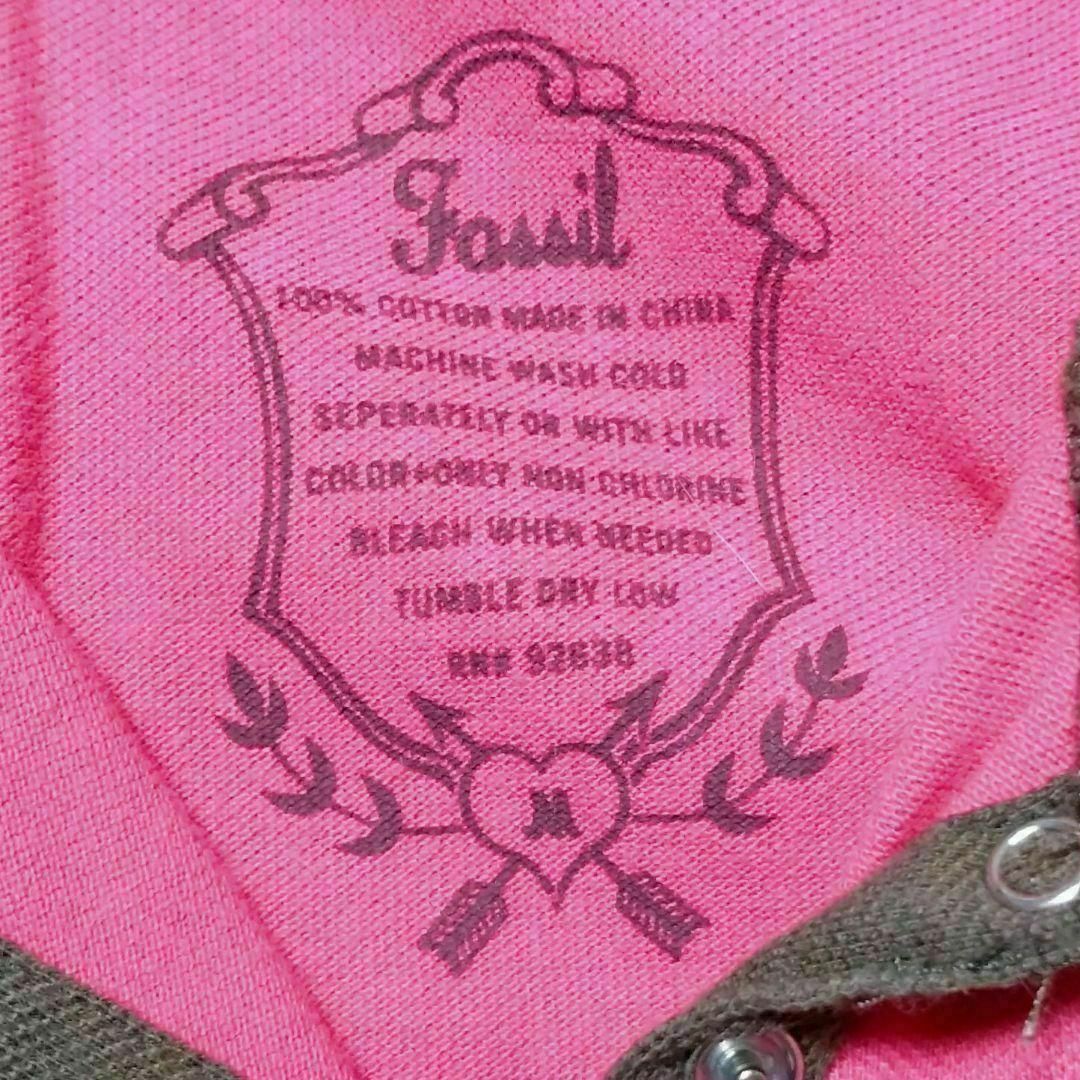 Fossil
100% COTTON MADE IN CHINA
MACHINE WASH COLD
SEPERATELY OR WITH LIKE
COLOR+ONLY NON-CHLORINE
BLEACH WHEN NEEDED
TUMBLE DRY LOW
RN# 92638
M